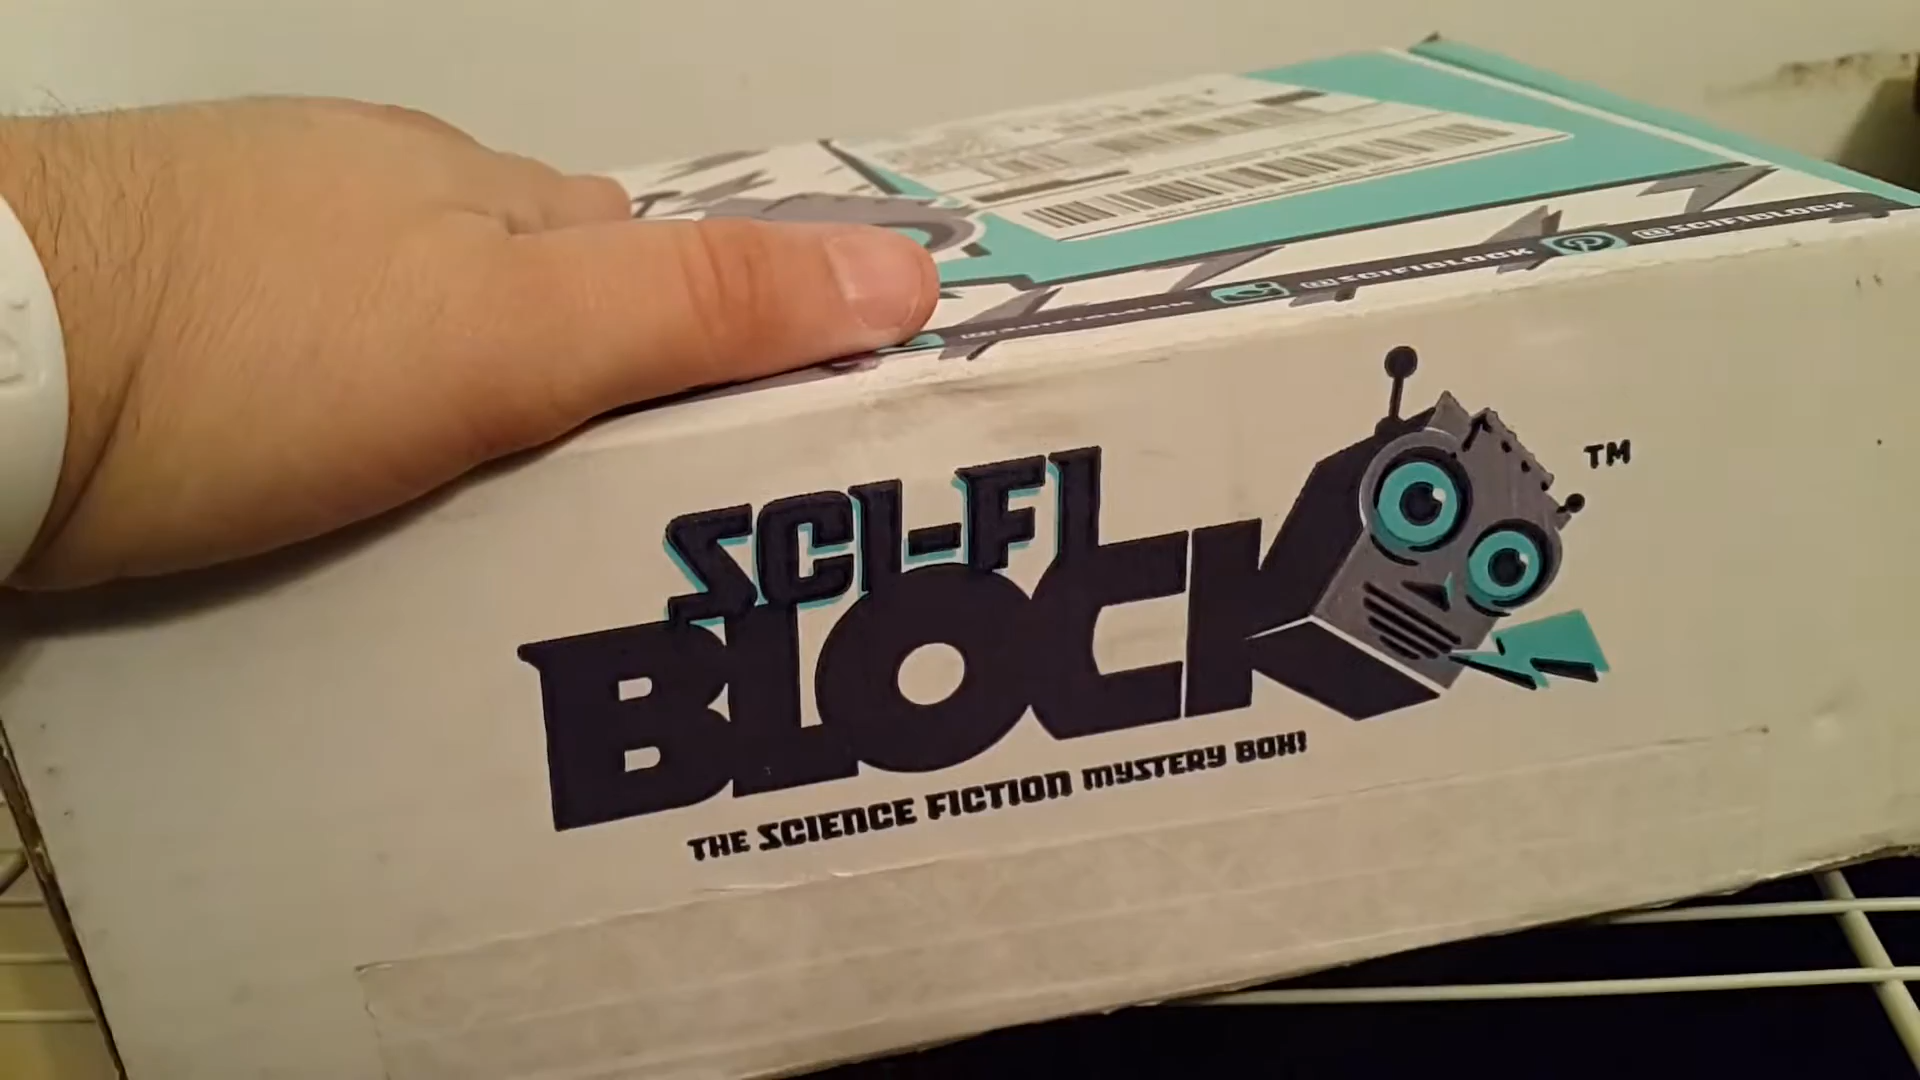 @SCIFIBLOCK @SCIFIBLOCK
SCI-FI
BLOCK
TM
THE SCIENCE FICTION MYSTERY BOX!